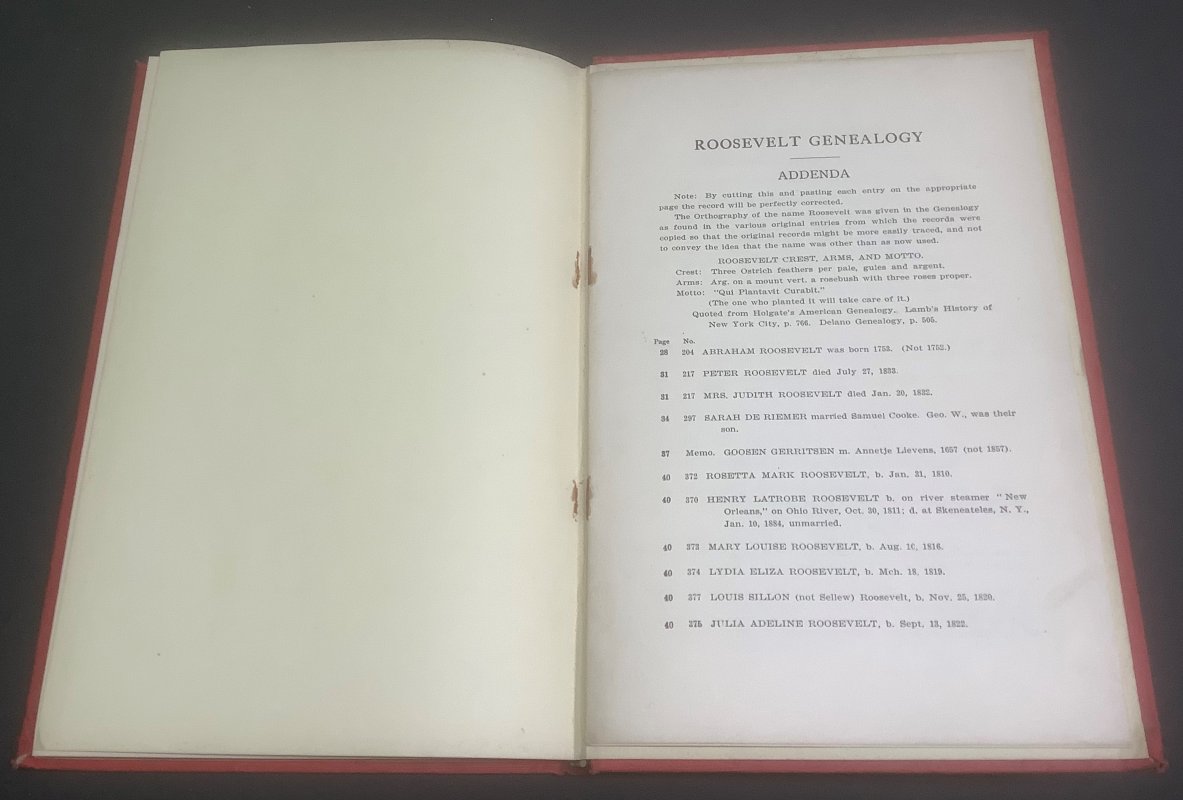 ROOSEVELT GENEALOGY
ADDENDA
Note: By cutting this and pasting each entry on the appropriate
page the record will be perfectly corrected.
The Orthography of the name Roosevelt was given in the Genealogy
as found in the various original entries from which the records were
copied so that the original records might be more easily traced, and not
to convey the idea that the name was other than as now used.
ROOSEVELT CREST, ARMS, AND MOTTO.
Crest: Three Ostrich feathers per pale, gules and argent.
Arms: Arg. on a mount vert. a rosebush with three roses proper.
Motto: "Qui Plantavit Curabit."
(The one who planted it will take care of it.)
Quoted from Holgate's American Genealogy. Lamb's History of
New York City, p. 766. Delano Genealogy, p. 505.
Page No.
28 204 ABRAHAM ROOSEVELT was born 1753. (Not 1752.)
31 217 PETER ROOSEVELT died July 27, 1833.
31 217 MRS. JUDITH ROOSEVELT died Jan. 20, 1832.
34 297 SARAH DE RIEMER married Samuel Cooke. Geo. W., was their
son.
37 Memo. GOOSEN GERRITSEN m. Annetje Lievens, 1657 (not 1857).
40 372 ROSETTA MARK ROOSEVELT, b. Jan. 31, 1810.
40 370 HENRY LATROBE ROOSEVELT b. on river steamer "New
Orleans," on Ohio River, Oct. 30, 1811; d. at Skeneateles, N. Y.,
Jan. 10, 1884, unmarried.
40 373 MARY LOUISE ROOSEVELT, b. Aug. 16, 1816.
40 374 LYDIA ELIZA ROOSEVELT, b. Mch. 18, 1819.
40 377 LOUIS SILLON (not Sellew) Roosevelt, b. Nov. 25, 1820.
40 375 JULIA ADELINE ROOSEVELT, b. Sept. 13, 1822.